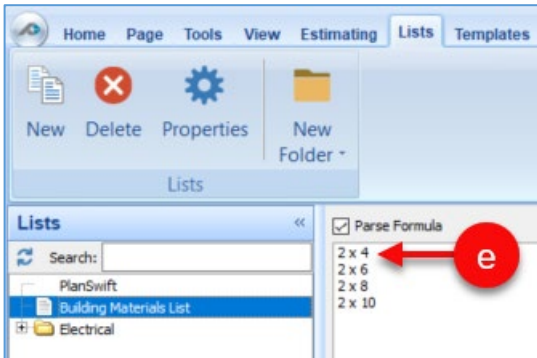 Home Page Tools View Estimating Lists Templates
New Delete Properties New Folder
Lists
Lists
Search:
PlanSwift
Building Materials List
Electrical
Parse Formula
2 x 4
e
2 x 6
2 x 8
2 x 10